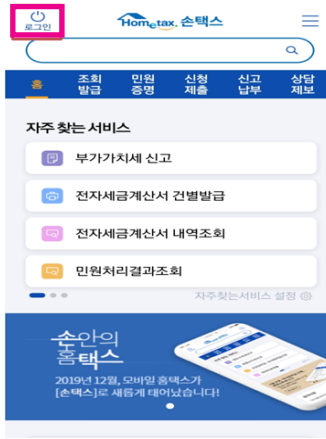 로그인
Hometax. 손택스
홈
조회
발급
민원
증명
신청
제출
신고
납부
상담
제보
자주 찾는 서비스
부가가치세 신고
전자세금계산서 건별발급
전자세금계산서 내역조회
민원처리결과조회
자주찾는서비스 설정
손안의
홈택스
2019년 12월, 모바일 홈택스가
[손택스]로 새롭게 태어났습니다!